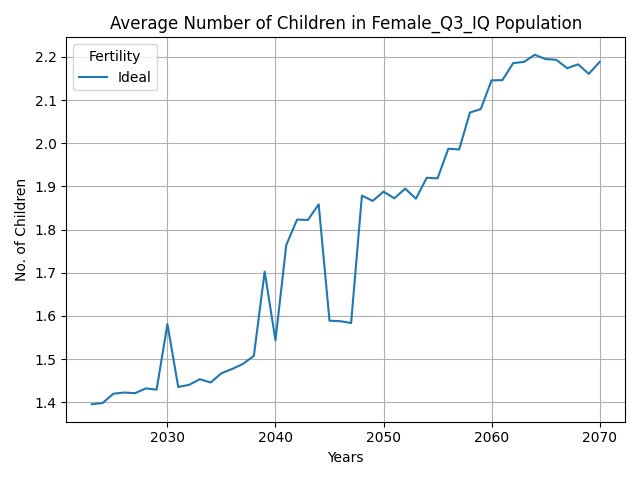 Average Number of Children in Female_Q3_IQ Population
Fertility
Ideal
2.2
2.1
2.0
1.9
1.8
1.7
1.6
1.5
1.4
No. of Children
2030 2040 2050 2060 2070
Years